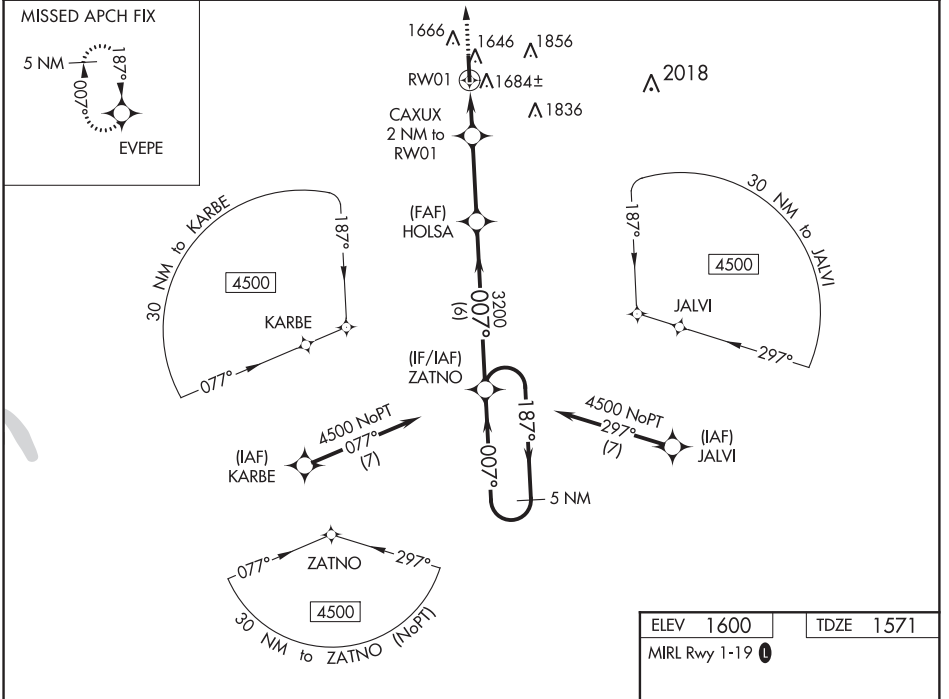 MISSED APCH FIX
5 NM
187°
007°
EVEPE
1666
1646
1856
RW01
1684±
2018
1836
CAXUX
2 NM to
RW01
(FAF)
HOLSA
3200
007°
(6)
(IF/IAF)
ZATNO
187°
007°
5 NM
30 NM to KARBE
187°
4500
KARBE
077°
30 NM to JALVI
187°
4500
JALVI
297°
4500 NoPT
077°
(7)
(IAF)
KARBE
4500 NoPT
297°
(7)
(IAF)
JALVI
077°
ZATNO
297°
4500
30 NM to ZATNO (NoPT)
ELEV 1600
TDZE 1571
MIRL Rwy 1-19 L